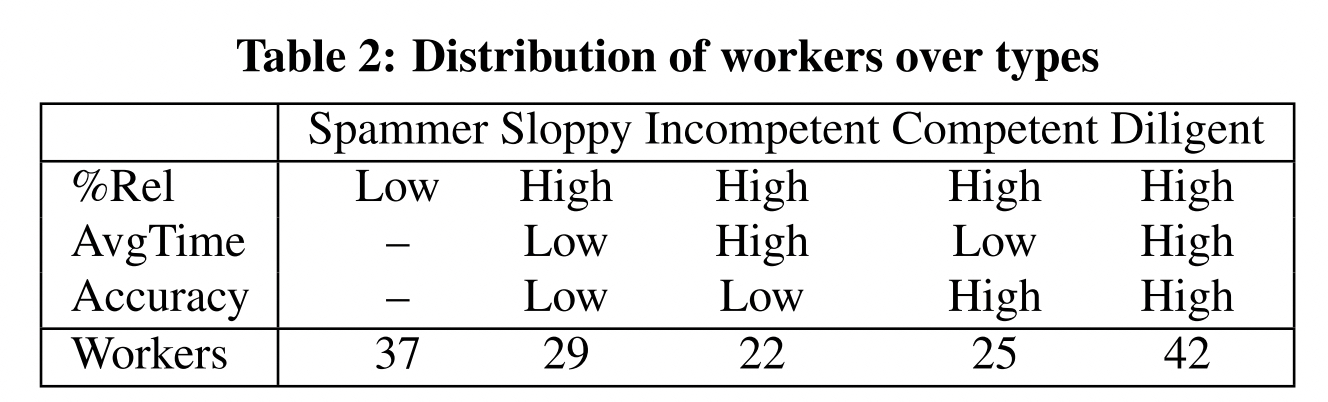 Table 2: Distribution of workers over types
Spammer Sloppy Incompetent Competent Diligent
%Rel Low High High High High
AvgTime – Low High Low High
Accuracy – Low Low High High
Workers 37 29 22 25 42